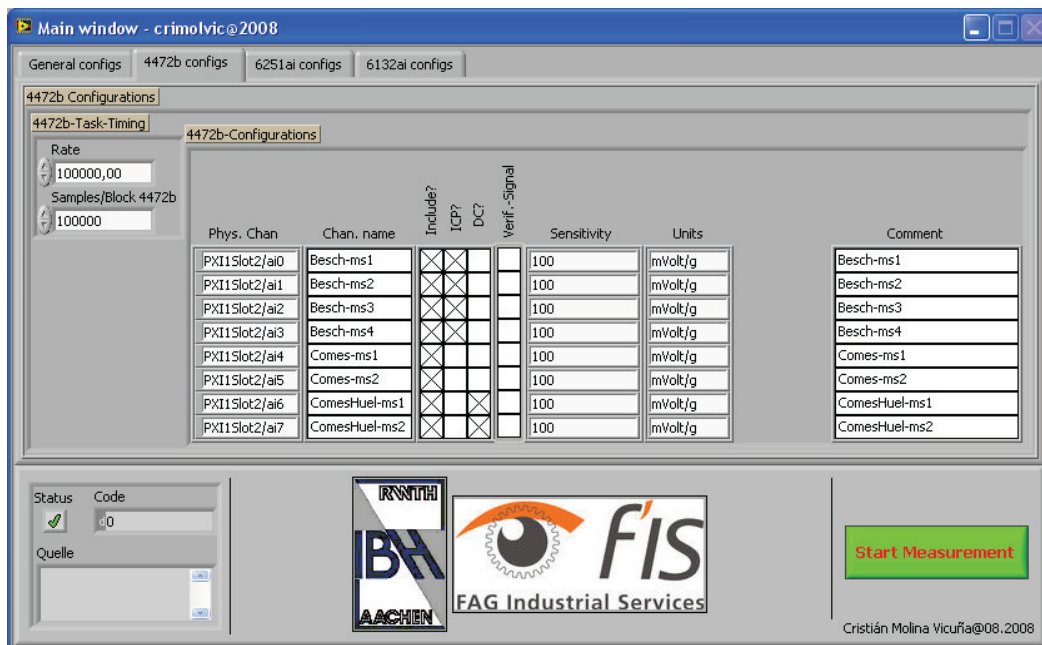 Main window - crimolvic@2008
General configs 4472b configs 6251ai configs 6132ai configs
4472b Configurations
4472b-Task-Timing
4472b-Configurations
Rate
100000,00
Samples/Block 4472b
100000
Phys. Chan Chan. name Include? ICP? DC? Verif.-Signal Sensitivity Units Comment
PXI1Slot2/ai0 Besch-ms1 100 mVolt/g Besch-ms1
PXI1Slot2/ai1 Besch-ms2 100 mVolt/g Besch-ms2
PXI1Slot2/ai2 Besch-ms3 100 mVolt/g Besch-ms3
PXI1Slot2/ai3 Besch-ms4 100 mVolt/g Besch-ms4
PXI1Slot2/ai4 Comes-ms1 100 mVolt/g Comes-ms1
PXI1Slot2/ai5 Comes-ms2 100 mVolt/g Comes-ms2
PXI1Slot2/ai6 ComesHuel-ms1 100 mVolt/g ComesHuel-ms1
PXI1Slot2/ai7 ComesHuel-ms2 100 mVolt/g ComesHuel-ms2
Status Code
0
Quelle
RWTH
IBH
AACHEN
FIS
FAG Industrial Services
Start Measurement
Cristián Molina Vicuña@08.2008